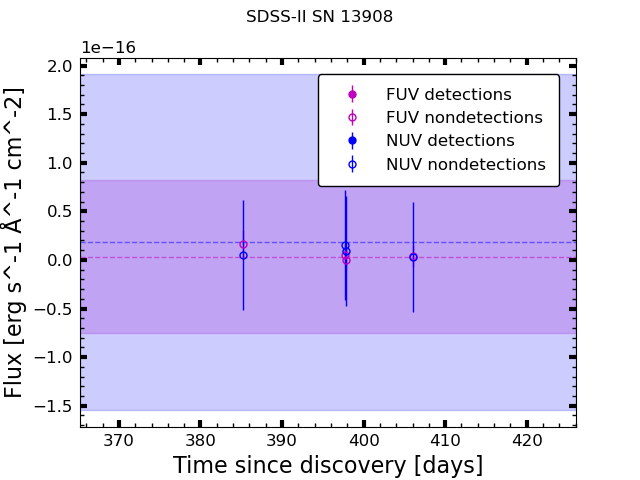 SDSS-II SN 13908
1e−16
2.0
1.5
1.0
0.5
0.0
−0.5
−1.0
−1.5
Flux [erg s^-1 Å^-1 cm^-2]
FUV detections
FUV nondetections
NUV detections
NUV nondetections
370 380 390 400 410 420
Time since discovery [days]